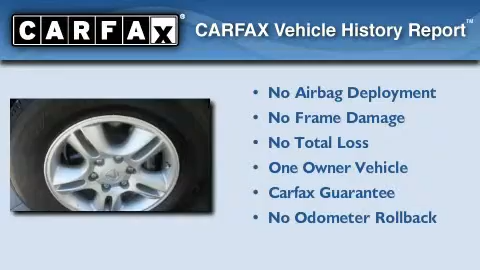 CARFAX® CARFAX Vehicle History Report™
• No Airbag Deployment
• No Frame Damage
• No Total Loss
• One Owner Vehicle
• Carfax Guarantee
• No Odometer Rollback